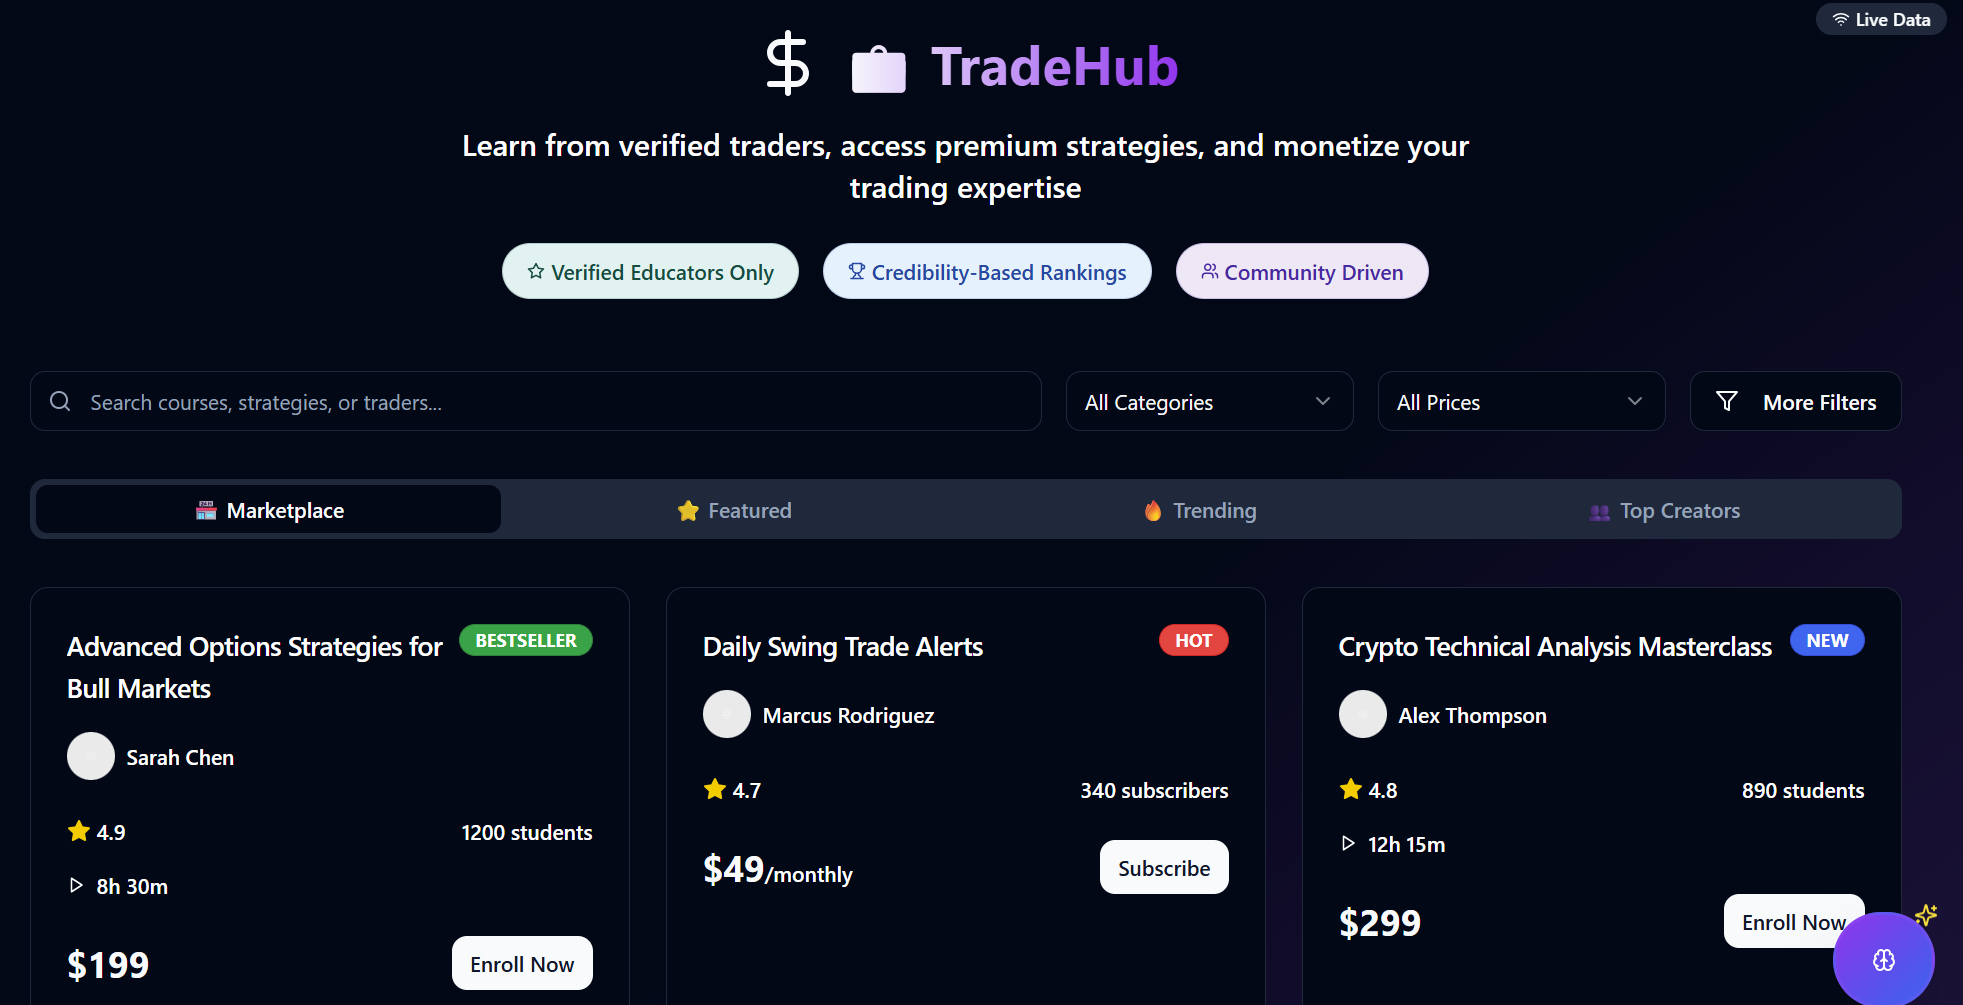 Live Data
$ TradeHub
Learn from verified traders, access premium strategies, and monetize your
trading expertise
Verified Educators Only
Credibility-Based Rankings
Community Driven
Search courses, strategies, or traders...
All Categories
All Prices
More Filters
Marketplace
Featured
Trending
Top Creators
Advanced Options Strategies for
Bull Markets
BESTSELLER
Sarah Chen
4.9
1200 students
8h 30m
$199
Enroll Now
Daily Swing Trade Alerts
HOT
Marcus Rodriguez
4.7
340 subscribers
$49/monthly
Subscribe
Crypto Technical Analysis Masterclass
NEW
Alex Thompson
4.8
890 students
12h 15m
$299
Enroll Now